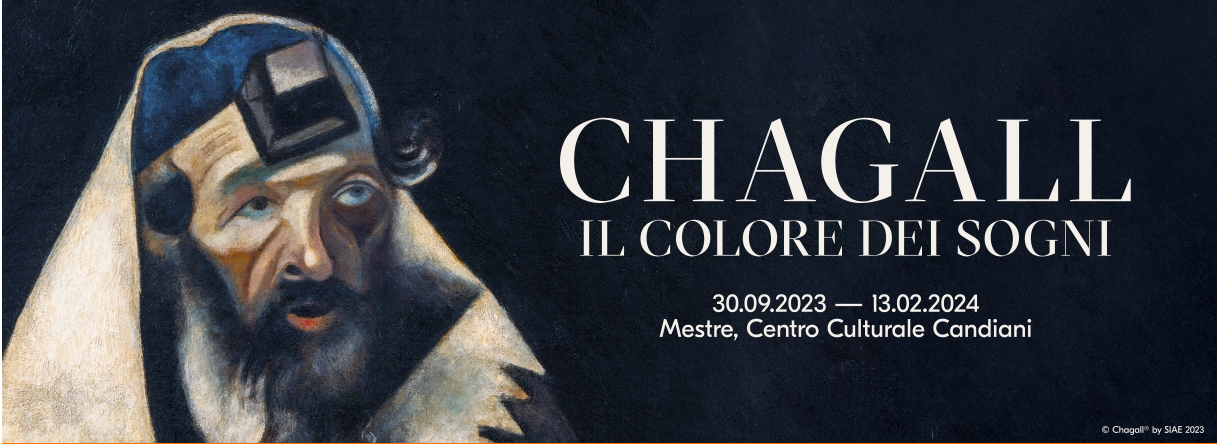 CHAGALL
IL COLORE DEI SOGNI
30.09.2023 — 13.02.2024
Mestre, Centro Culturale Candiani
© Chagall® by SIAE 2023